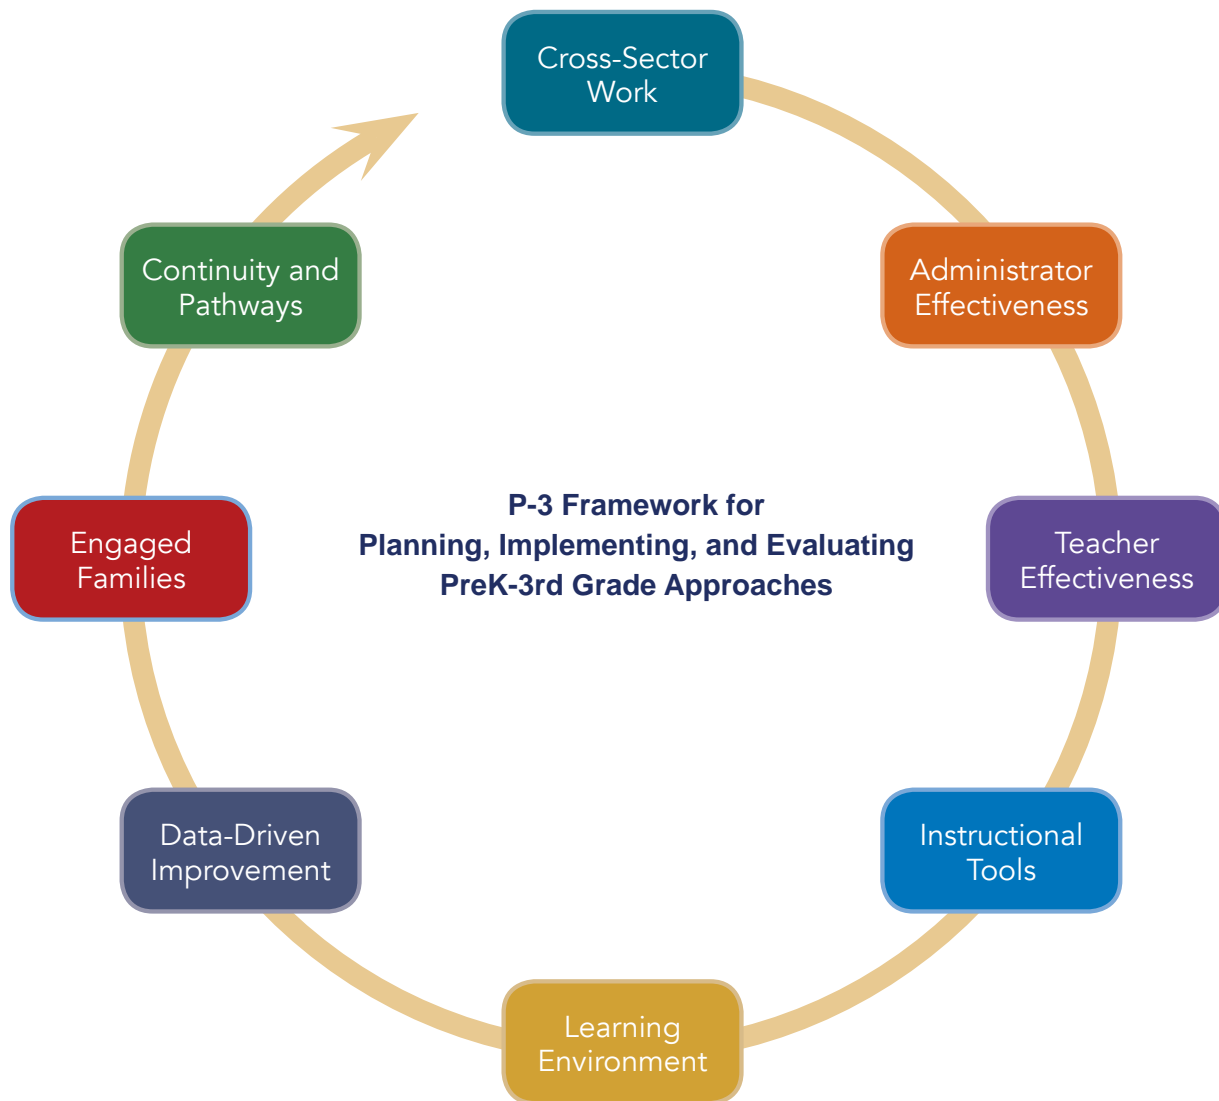 Cross-Sector
Work
Administrator
Effectiveness
Teacher
Effectiveness
Instructional
Tools
Learning
Environment
Data-Driven
Improvement
Engaged
Families
Continuity and
Pathways
P-3 Framework for
Planning, Implementing, and Evaluating
PreK-3rd Grade Approaches